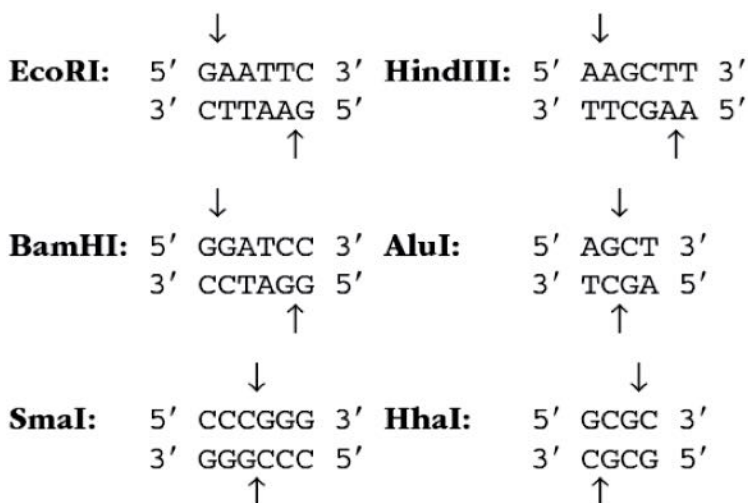 ↓ ↓
EcoRI: 5′ GAATTC 3′ HindIII: 5′ AAGCTT 3′
3′ CTTAAG 5′ 3′ TTCGAA 5′
↑ ↑
↓ ↓
BamHI: 5′ GGATCC 3′ AluI: 5′ AGCT 3′
3′ CCTAGG 5′ 3′ TCGA 5′
↑ ↑
↓ ↓
SmaI: 5′ CCCGGG 3′ HhaI: 5′ GCGC 3′
3′ GGGCCC 5′ 3′ CGCG 5′
↑ ↑